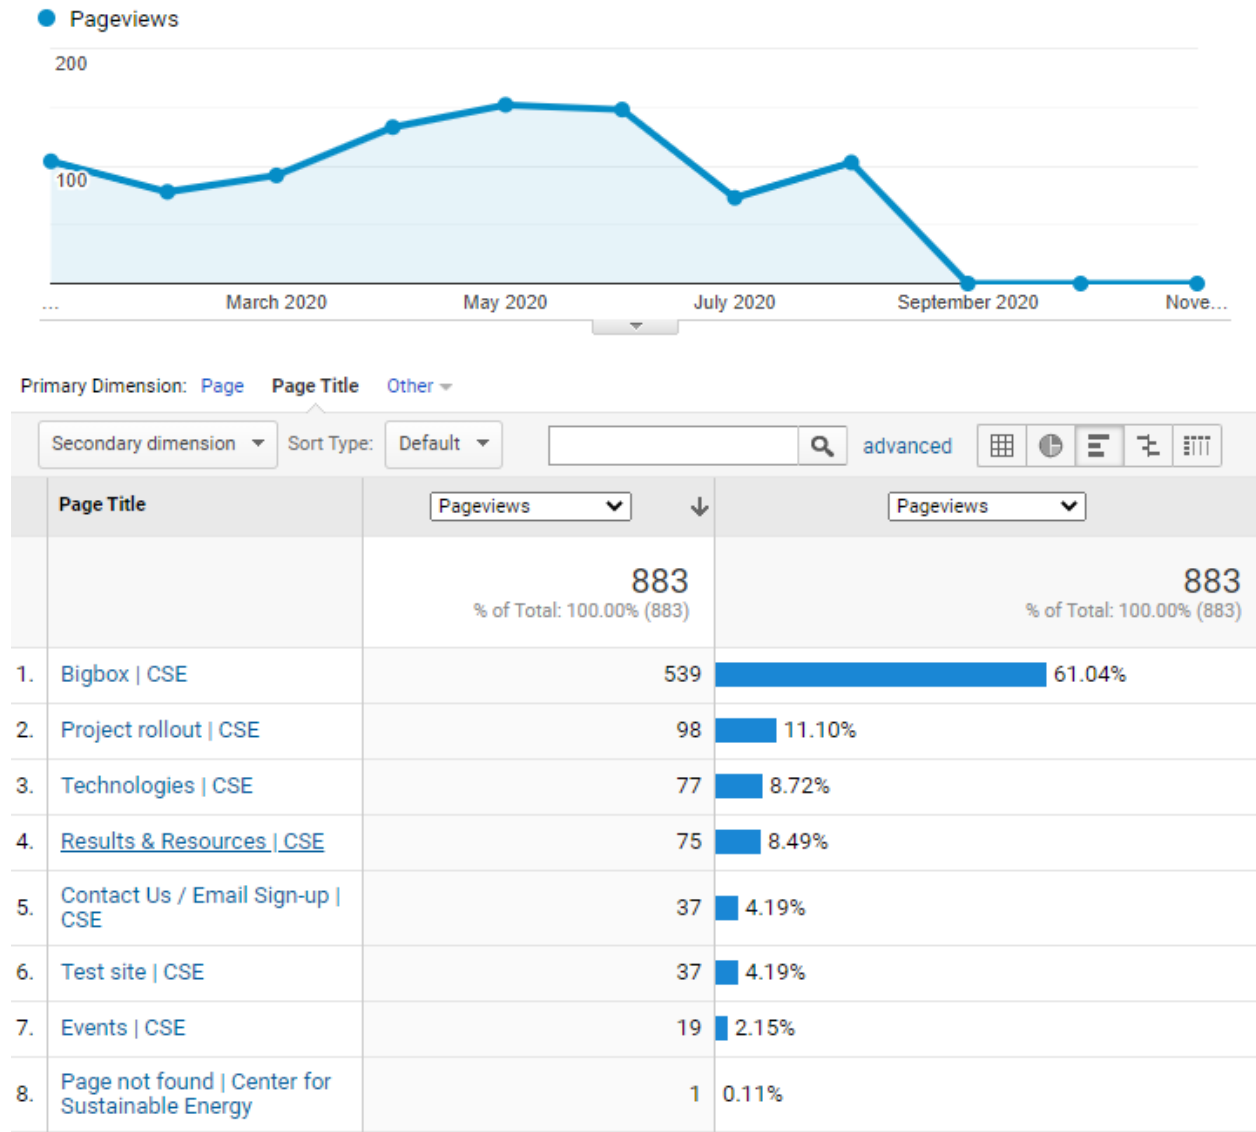 Pageviews
200
100
... March 2020 May 2020 July 2020 September 2020 Nove...
Primary Dimension: Page Page Title Other
Secondary dimension Sort Type: Default advanced
Page Title Pageviews Pageviews
883 883
% of Total: 100.00% (883) % of Total: 100.00% (883)
1. Bigbox | CSE 539 61.04%
2. Project rollout | CSE 98 11.10%
3. Technologies | CSE 77 8.72%
4. Results & Resources | CSE 75 8.49%
5. Contact Us / Email Sign-up |
CSE 37 4.19%
6. Test site | CSE 37 4.19%
7. Events | CSE 19 2.15%
8. Page not found | Center for
Sustainable Energy 1 0.11%